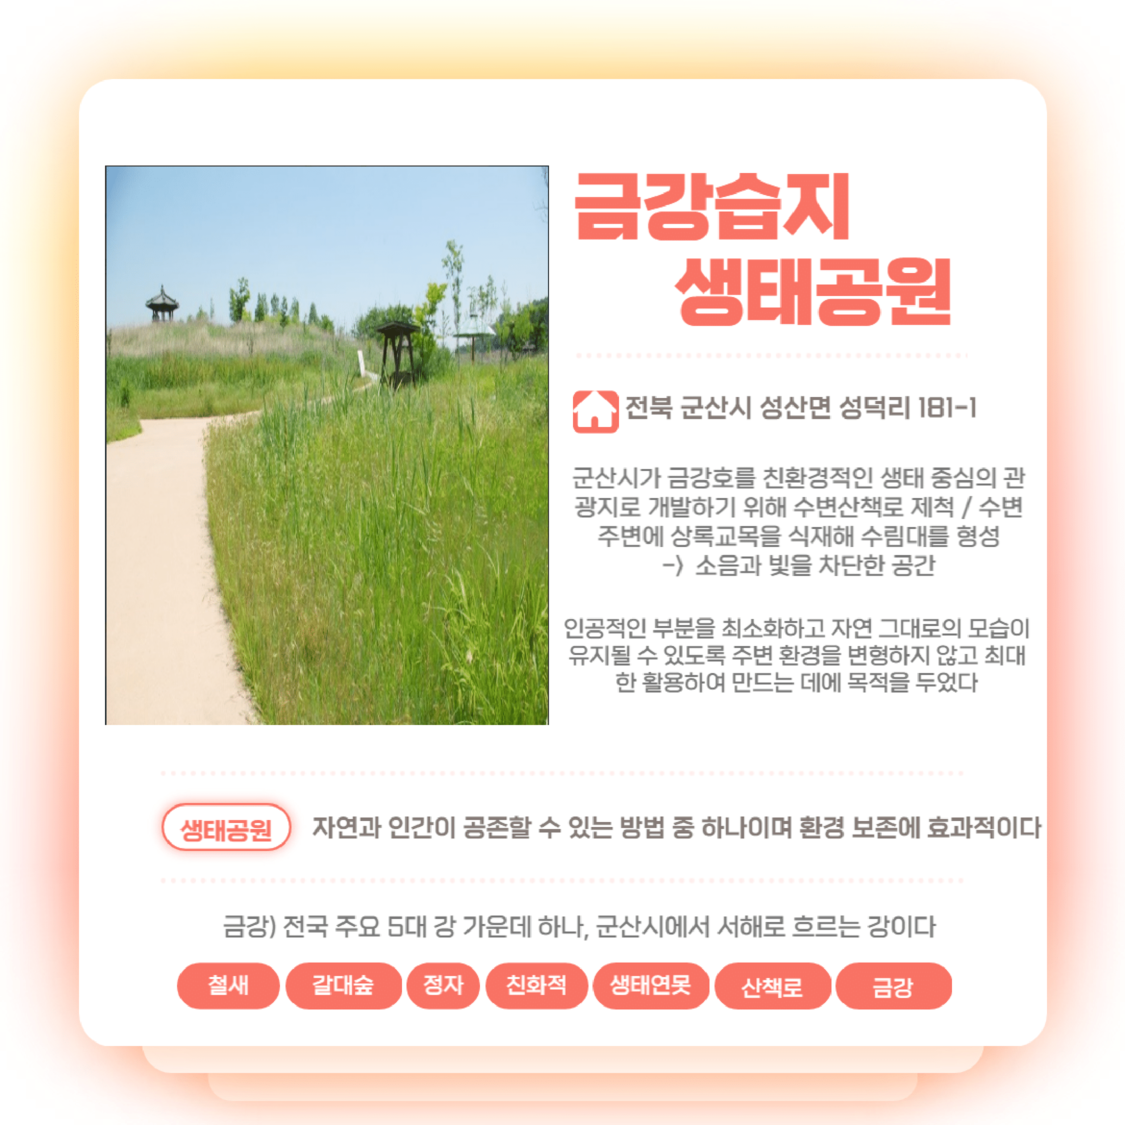 금강습지
생태공원
전북 군산시 성산면 성덕리 181-1
군산시가 금강호를 친환경적인 생태 중심의 관
광지로 개발하기 위해 수변산책로 제척 / 수변
주변에 상록교목을 식재해 수림대를 형성
-> 소음과 빛을 차단한 공간
인공적인 부분을 최소화하고 자연 그대로의 모습이
유지될 수 있도록 주변 환경을 변형하지 않고 최대
한 활용하여 만드는 데에 목적을 두었다
생태공원 자연과 인간이 공존할 수 있는 방법 중 하나이며 환경 보존에 효과적이다
금강) 전국 주요 5대 강 가운데 하나, 군산시에서 서해로 흐르는 강이다
철새 갈대숲 정자 친화적 생태연못 산책로 금강